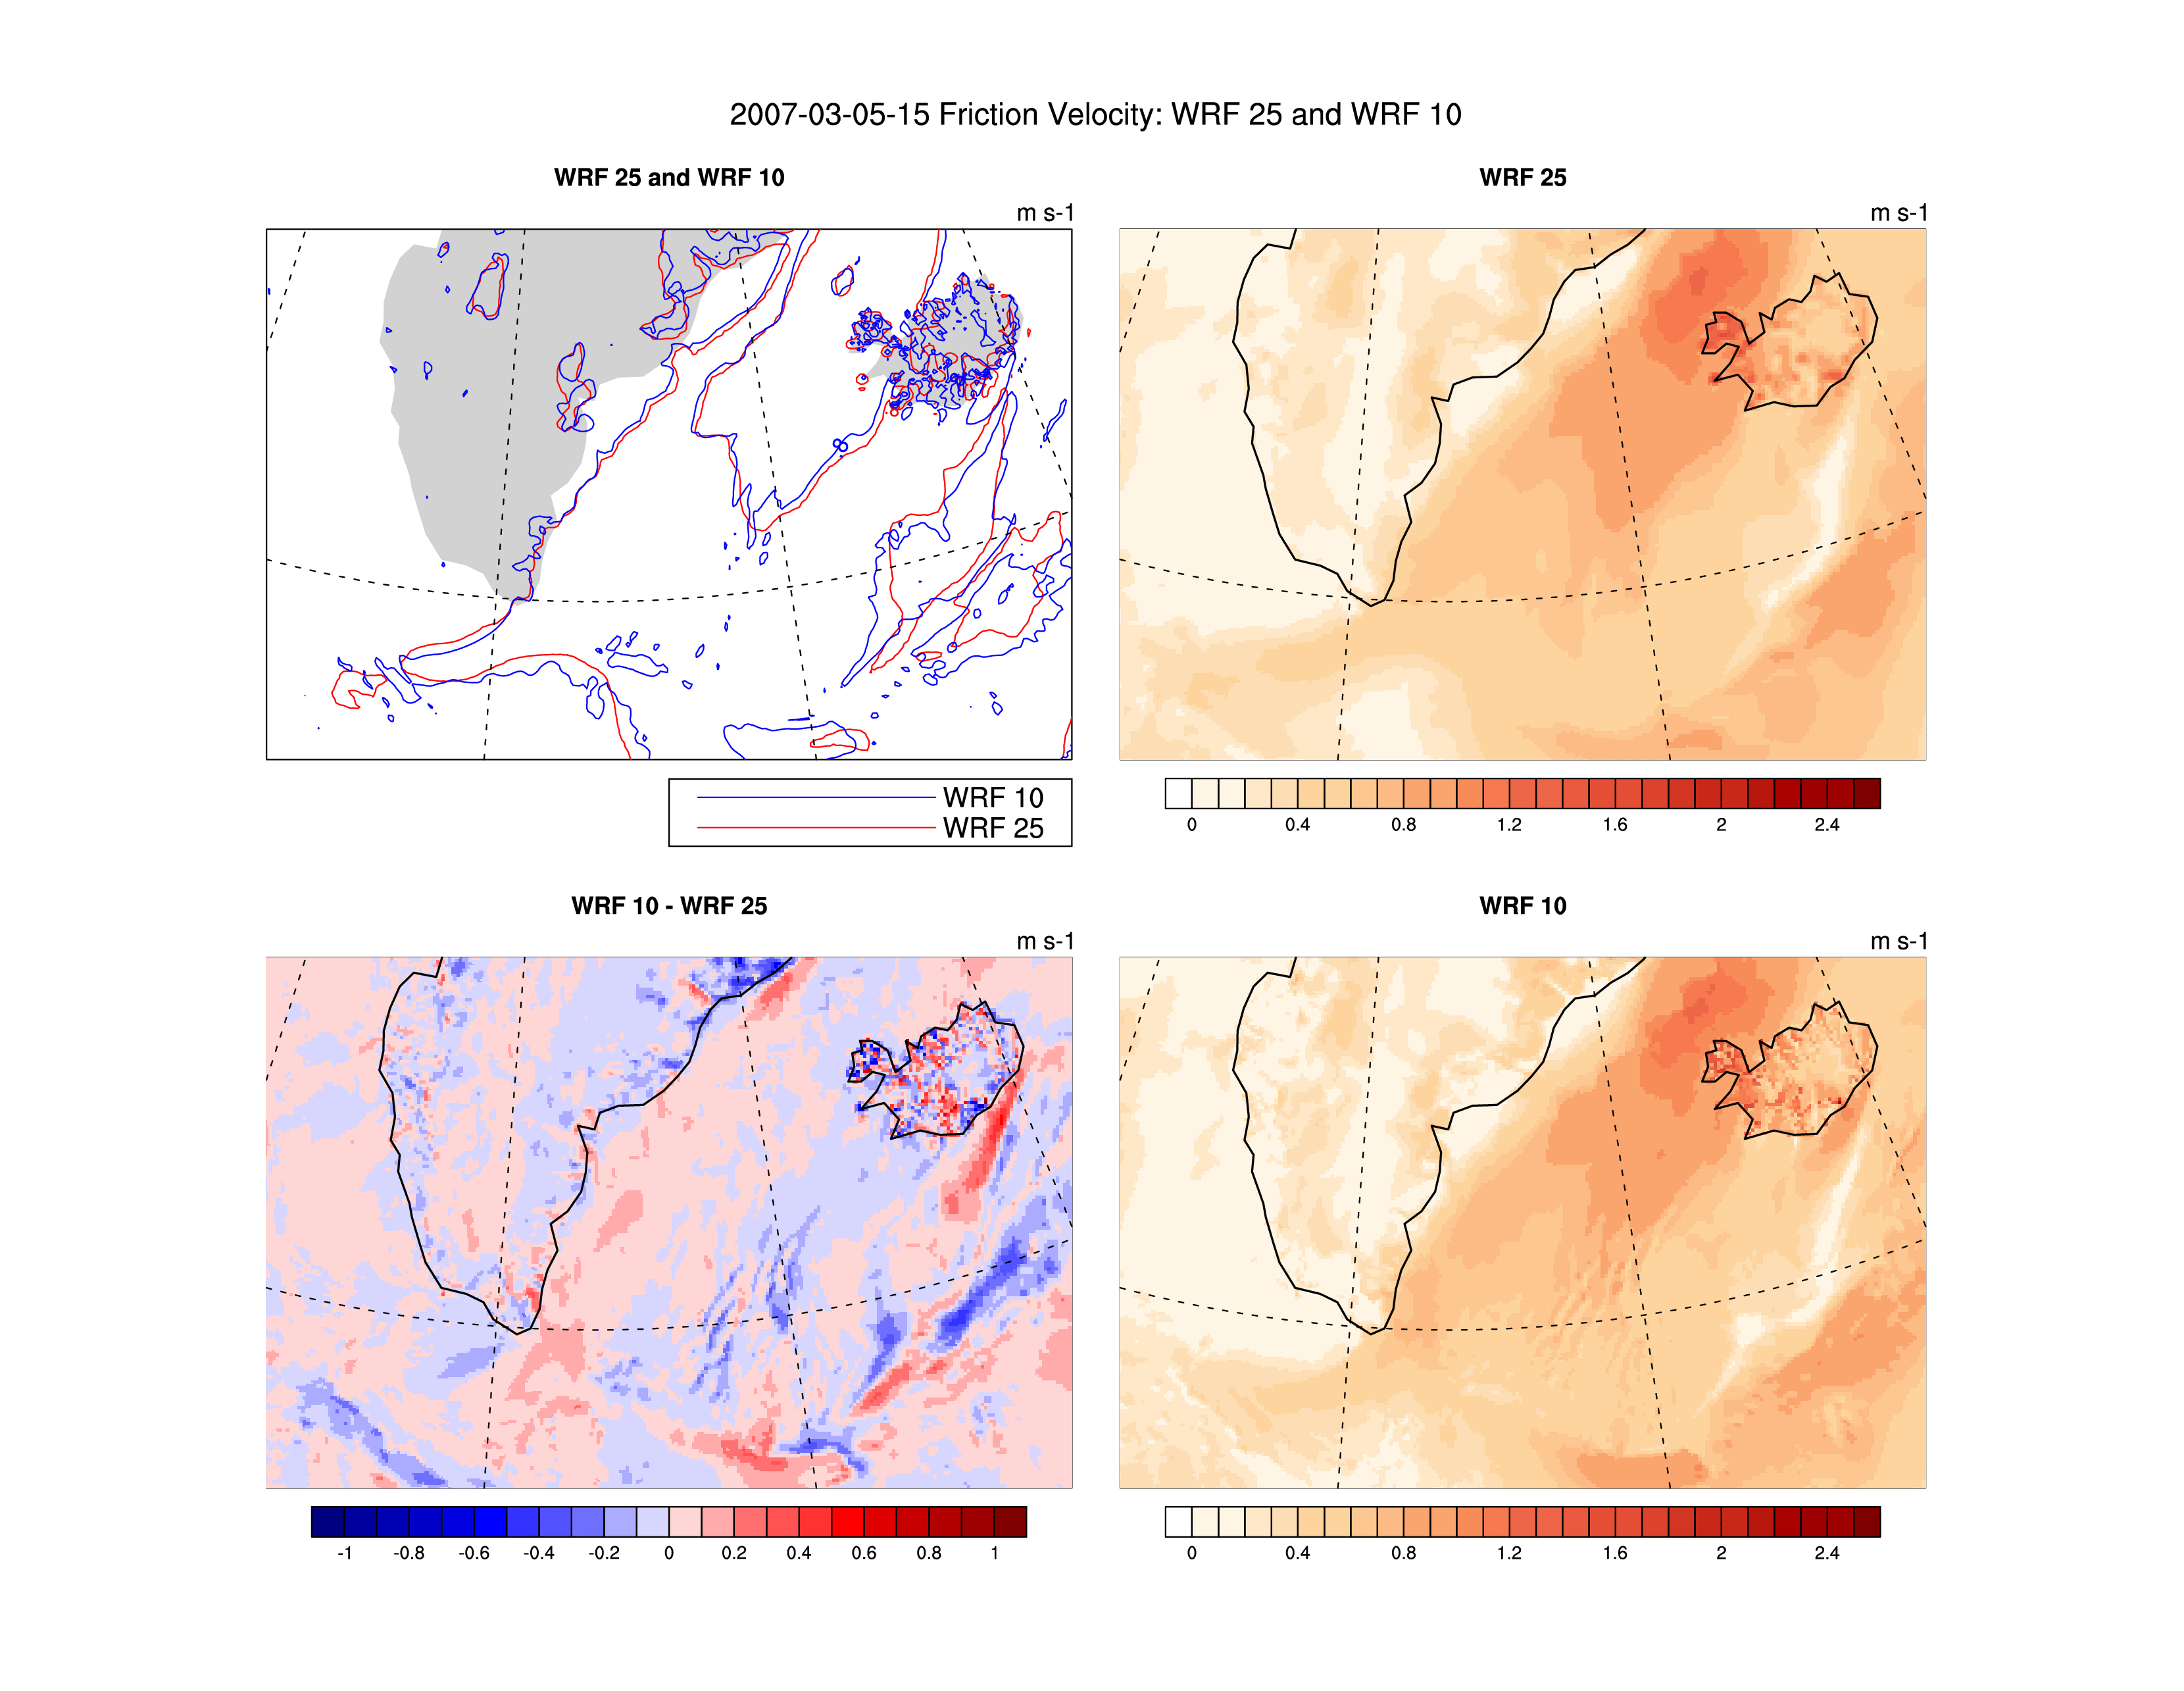 2007-03-05-15 Friction Velocity: WRF 25 and WRF 10
WRF 25 and WRF 10
m s-1
WRF 10
WRF 25
WRF 25
m s-1
0 0.4 0.8 1.2 1.6 2 2.4
WRF 10 - WRF 25
m s-1
-1 -0.8 -0.6 -0.4 -0.2 0 0.2 0.4 0.6 0.8 1
WRF 10
m s-1
0 0.4 0.8 1.2 1.6 2 2.4